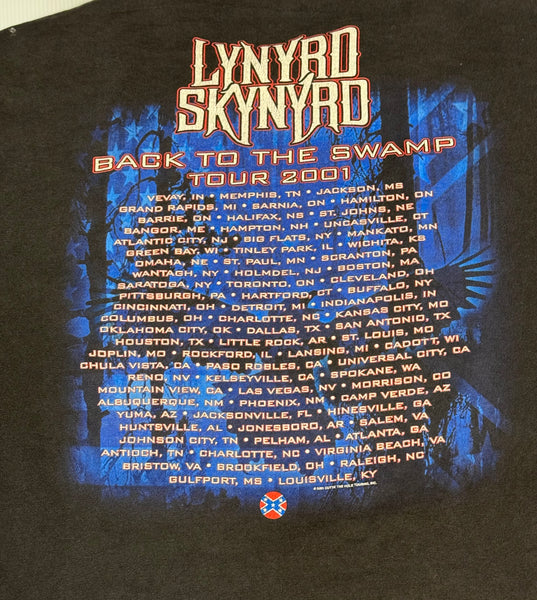 LYNYRD
SKYNYRD
BACK TO THE SWAMP
TOUR 2001
VEVAY, IN • MEMPHIS, TN • JACKSON, MS
GRAND RAPIDS, MI • SARNIA, ON • HAMILTON, ON
BARRIE, ON • HALIFAX, NS • ST. JOHNS, NE
BANGOR, ME • HAMPTON, NH • UNCASVILLE, CT
ATLANTIC CITY, NJ • BIG FLATS, NY • MANKATO, MN
GREEN BAY, WI • TINLEY PARK, IL • WICHITA, KS
OMAHA, NE • ST. PAUL, MN • SCRANTON, PA
WANTAGH, NY • HOLMDEL, NJ • BOSTON, MA
SARATOGA, NY • TORONTO, ON • CLEVELAND, OH
PITTSBURGH, PA • HARTFORD, CT • BUFFALO, NY
CINCINNATI, OH • DETROIT, MI • INDIANAPOLIS, IN
COLUMBUS, OH • CHARLOTTE, NC • KANSAS CITY, MO
OKLAHOMA CITY, OK • DALLAS, TX • SAN ANTONIO, TX
HOUSTON, TX • LITTLE ROCK, AR • ST. LOUIS, MO
JOPLIN, MO • ROCKFORD, IL • LANSING, MI • CADOTT, WI
CHULA VISTA, CA • PASO ROBLES, CA • UNIVERSAL CITY, CA
RENO, NV • KELSEYVILLE, CA • SPOKANE, WA
MOUNTAIN VIEW, CA • LAS VEGAS, NV • MORRISON, CO
ALBUQUERQUE, NM • PHOENIX, NM • CAMP VERDE, AZ
YUMA, AZ • JACKSONVILLE, FL • HINESVILLE, GA
HUNTSVILLE, AL • JONESBORO, AR • SALEM, VA
JOHNSON CITY, TN • PELHAM, AL • ATLANTA, GA
ANTIOCH, TN • CHARLOTTE, NC • VIRGINIA BEACH, VA
BRISTOW, VA • BROOKFIELD, OH • RALEIGH, NC
GULFPORT, MS • LOUISVILLE, KY
© 2001 OUTTA' THE HOLE TOURING, INC.